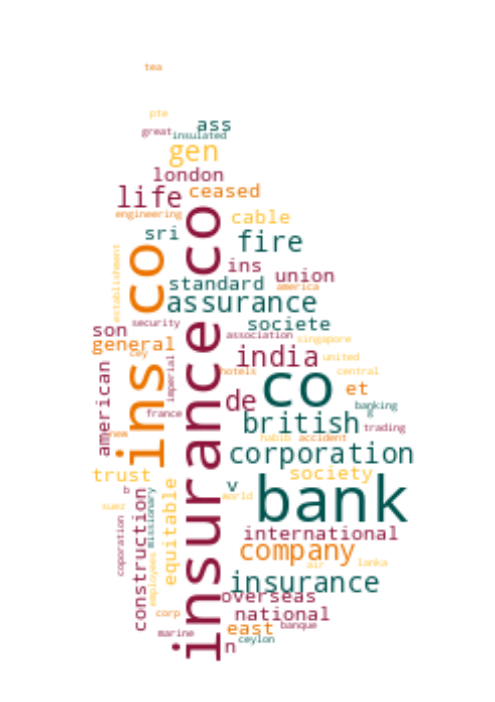 tea
pte
ass
great
insulated
gen
london
life
ceased
engineering
cable
sri
fire
ins co
insurance co
establishment
ins
union
standard
america
assurance
son
security
societe
association
general
singapore
cey
india
united
american
imperial
hotels
central
co
et
de
banking
france
british
trading
new
habib
accident
corporation
trust
society
v
equitable
bank
b
world
construction
missionary
suez
coporation
employees
international
company
air
lanka
insurance
overseas
corp
national
east
banque
marine
ceylon
n